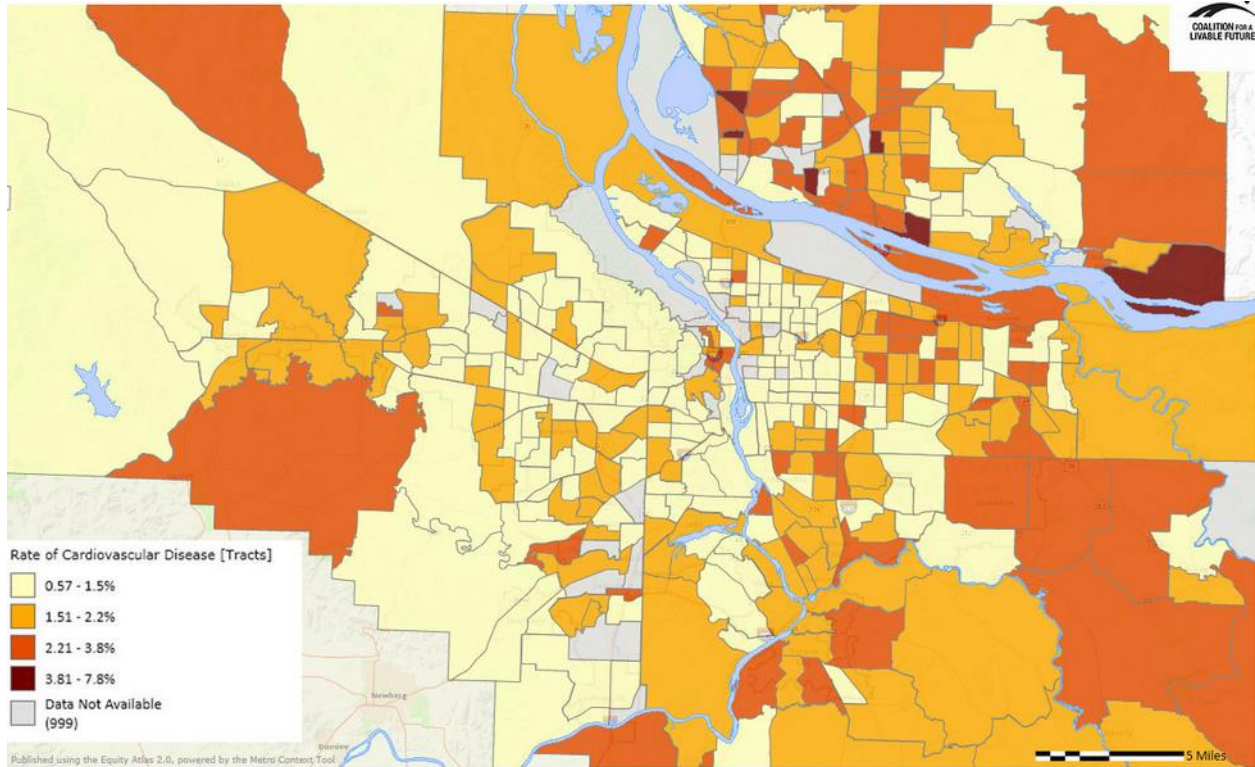 COALITION FOR A
LIVABLE FUTURE
Rate of Cardiovascular Disease [Tracts]
0.57 - 1.5%
1.51 - 2.2%
2.21 - 3.8%
3.81 - 7.8%
Data Not Available
(999)
Newberg
Dundee
Published using the Equity Atlas 2.0, powered by the Metro Context Tool
5 Miles